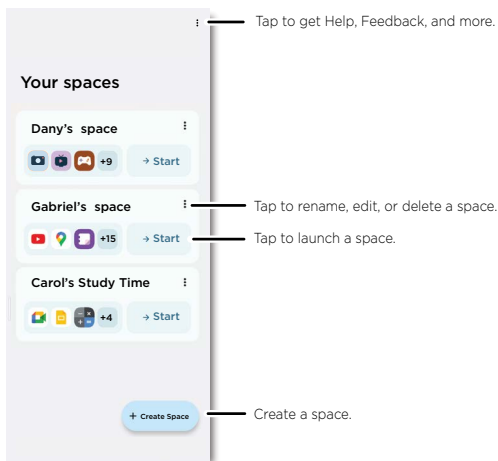 Tap to get Help, Feedback, and more.
Your spaces
Dany's space
+9
→ Start
Gabriel's space
Tap to rename, edit, or delete a space.
+15
→ Start
Tap to launch a space.
Carol's Study Time
+4
→ Start
+ Create Space
Create a space.